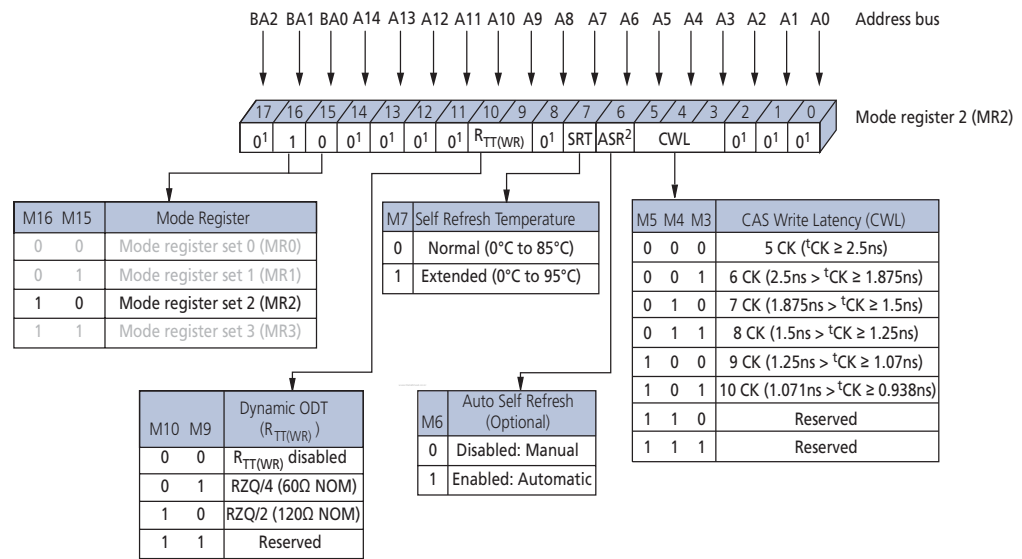 BA2 BA1 BA0 A14 A13 A12 A11 A10 A9 A8 A7 A6 A5 A4 A3 A2 A1 A0 Address bus
17 16 15 14 13 12 11 10 9 8 7 6 5 4 3 2 1 0
Mode register 2 (MR2)
0¹ 1 0 0¹ 0¹ 0¹ 0¹ RTT(WR) 0¹ SRT ASR² CWL 0¹ 0¹ 0¹
M16 M15 Mode Register
0 0 Mode register set 0 (MR0)
0 1 Mode register set 1 (MR1)
1 0 Mode register set 2 (MR2)
1 1 Mode register set 3 (MR3)
M7 Self Refresh Temperature
0 Normal (0°C to 85°C)
1 Extended (0°C to 95°C)
M5 M4 M3 CAS Write Latency (CWL)
0 0 0 5 CK (ᵗCK ≥ 2.5ns)
0 0 1 6 CK (2.5ns > ᵗCK ≥ 1.875ns)
0 1 0 7 CK (1.875ns > ᵗCK ≥ 1.5ns)
0 1 1 8 CK (1.5ns > ᵗCK ≥ 1.25ns)
1 0 0 9 CK (1.25ns > ᵗCK ≥ 1.07ns)
1 0 1 10 CK (1.071ns > ᵗCK ≥ 0.938ns)
1 1 0 Reserved
1 1 1 Reserved
Dynamic ODT
M10 M9 (RTT(WR) )
0 0 RTT(WR) disabled
0 1 RZQ/4 (60Ω NOM)
1 0 RZQ/2 (120Ω NOM)
1 1 Reserved
Auto Self Refresh
M6 (Optional)
0 Disabled: Manual
1 Enabled: Automatic